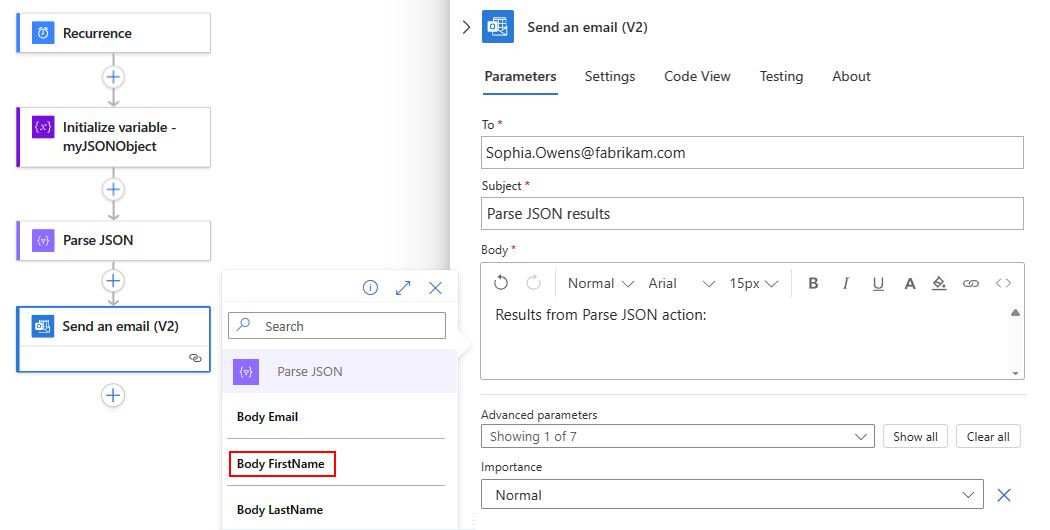 Recurrence
Initialize variable -
myJSONObject
Parse JSON
Send an email (V2)
Search
Parse JSON
Body Email
Body FirstName
Body LastName
Send an email (V2)
Parameters Settings Code View Testing About
To *
Sophia.Owens@fabrikam.com
Subject *
Parse JSON results
Body *
Normal Arial 15px B I U A
Results from Parse JSON action:
Advanced parameters
Showing 1 of 7 Show all Clear all
Importance
Normal